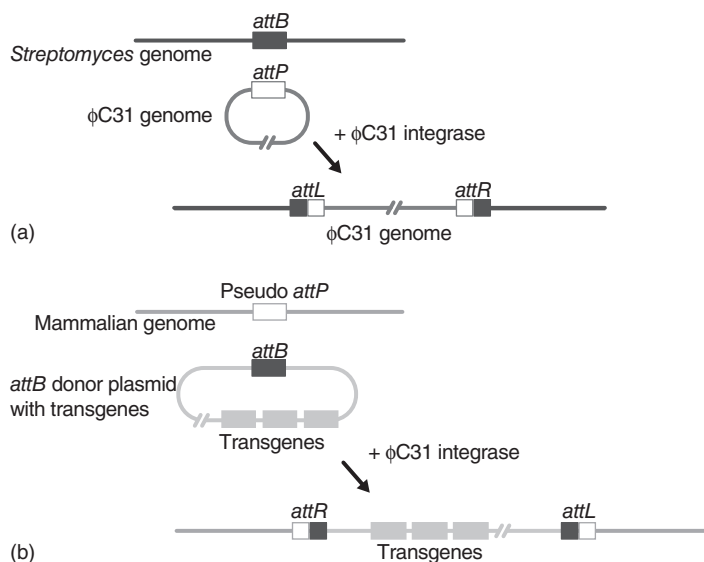 attB
Streptomyces genome
attP
ϕC31 genome
+ ϕC31 integrase
attL
attR
ϕC31 genome
(a)
Pseudo attP
Mammalian genome
attB
attB donor plasmid
with transgenes
Transgenes
+ ϕC31 integrase
attR
attL
Transgenes
(b)